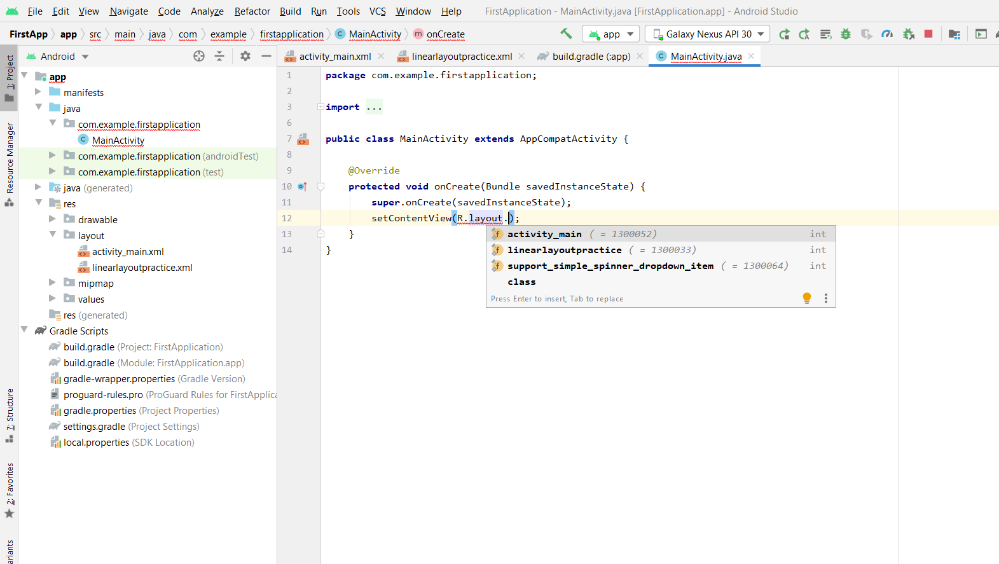 File Edit View Navigate Code Analyze Refactor Build Run Tools VCS Window Help FirstApplication - MainActivity.java [FirstApplication.app] - Android Studio
FirstApp app src main java com example firstapplication C MainActivity m onCreate app Galaxy Nexus API 30
Android
activity_main.xml linearlayoutpractice.xml build.gradle (:app) C MainActivity.java
1: Project
Resource Manager
7: Structure
2: Favorites
ariants
app
manifests
java
com.example.firstapplication
C MainActivity
com.example.firstapplication (androidTest)
com.example.firstapplication (test)
java (generated)
res
drawable
layout
activity_main.xml
linearlayoutpractice.xml
mipmap
values
res (generated)
Gradle Scripts
build.gradle (Project: FirstApplication)
build.gradle (Module: FirstApplication.app)
gradle-wrapper.properties (Gradle Version)
proguard-rules.pro (ProGuard Rules for FirstApplica
gradle.properties (Project Properties)
settings.gradle (Project Settings)
local.properties (SDK Location)
1 package com.example.firstapplication;
2
3 import ...
6
7 public class MainActivity extends AppCompatActivity {
8
9 @Override
10 protected void onCreate(Bundle savedInstanceState) {
11 super.onCreate(savedInstanceState);
12 setContentView(R.layout.);
13 }
14 }
f activity_main ( = 1300052) int
f linearlayoutpractice ( = 1300033) int
f support_simple_spinner_dropdown_item ( = 1300064) int
class
Press Enter to insert, Tab to replace